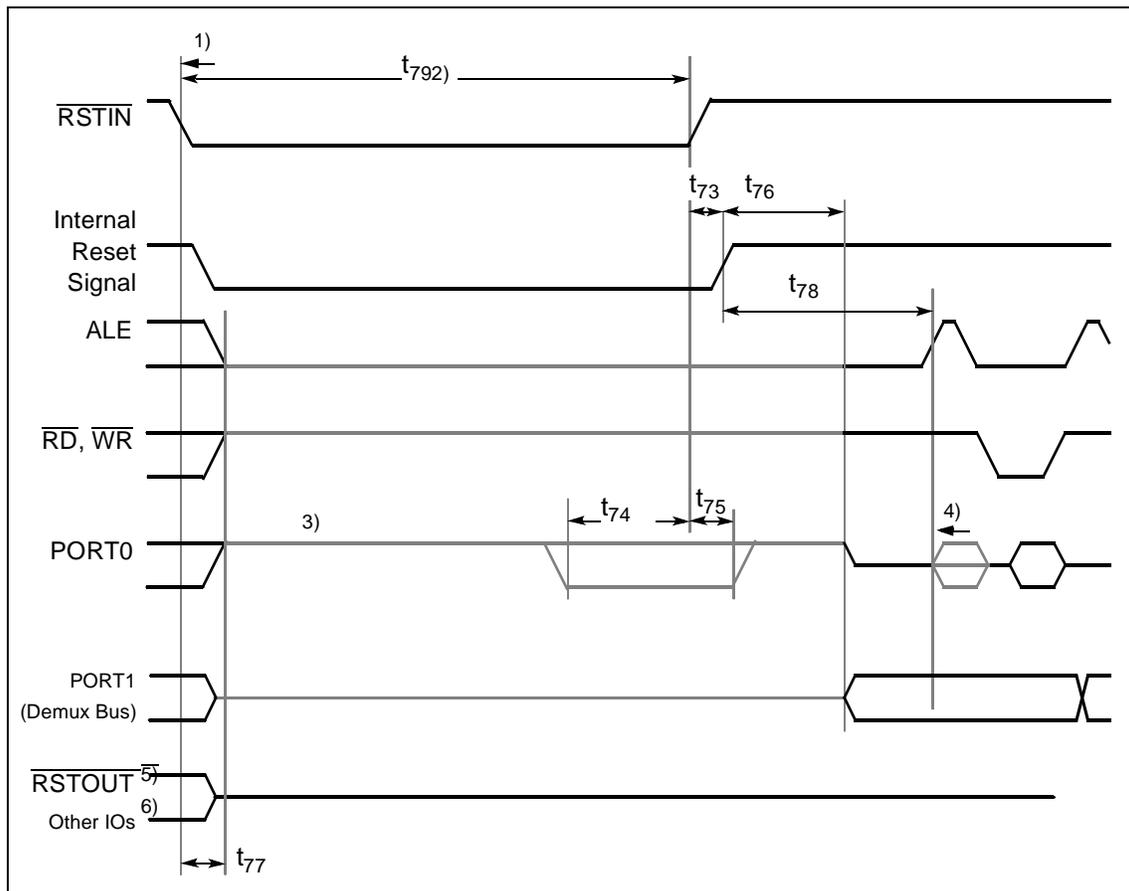 1)
t792)
RSTIN
t73
t76
Internal
Reset
Signal
t78
ALE
RD, WR
t74
t75
3)
4)
PORT0
PORT1
(Demux Bus)
RSTOUT 5)
Other IOs 6)
t77